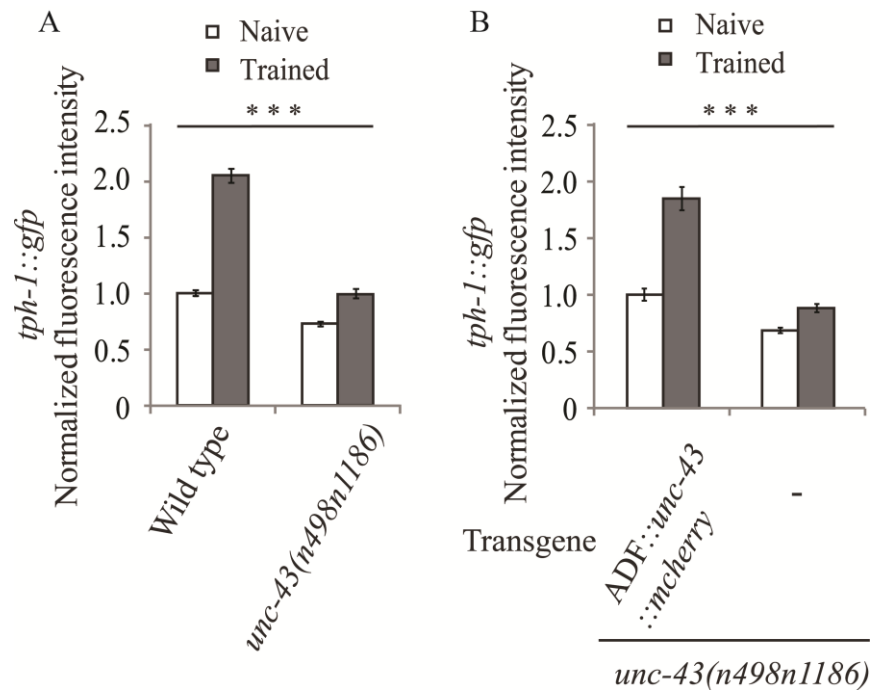 A
Naive
Trained
tph-1::gfp
Normalized fluorescence intensity
* * *
2.5
2.0
1.5
1.0
0.5
0
Wild type
unc-43(n498n1186)
B
Naive
Trained
tph-1::gfp
Normalized fluorescence intensity
* * *
2.5
2.0
1.5
1.0
0.5
0
Transgene
ADF::unc-43
::mcherry
-
unc-43(n498n1186)